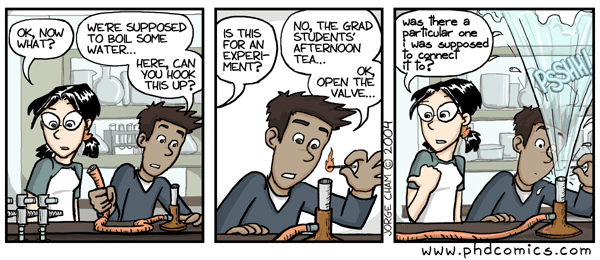 OK, NOW
WHAT?
WE'RE SUPPOSED
TO BOIL SOME
WATER...
HERE, CAN
YOU HOOK
THIS UP?
IS THIS
FOR AN
EXPERI-
MENT?
NO, THE GRAD
STUDENTS'
AFTERNOON
TEA...
OK,
OPEN THE
VALVE...
JORGE CHAM © 2004
was there a
particular one
i was supposed
to connect
it to?
PSSHH!
www.phdcomics.com